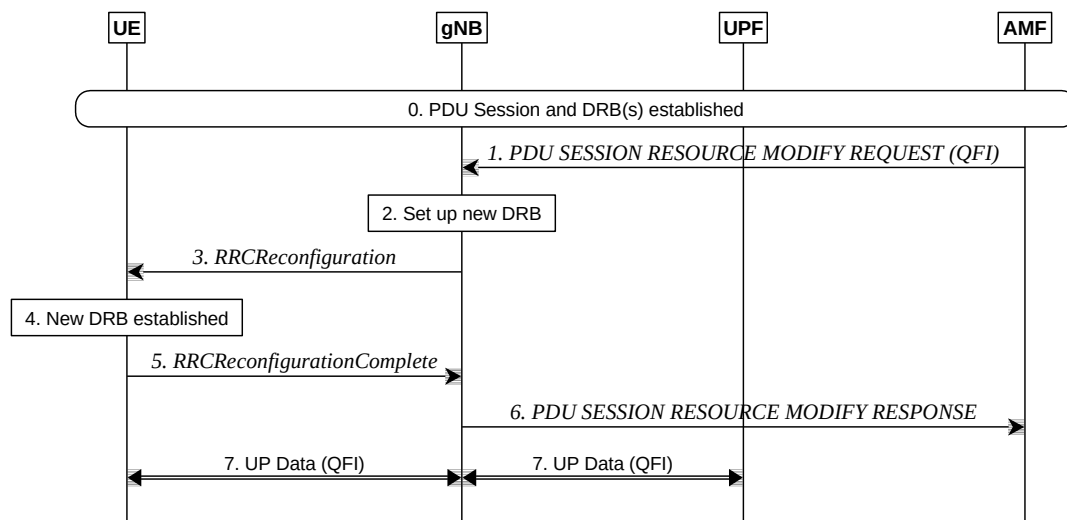 UE
gNB
UPF
AMF
0. PDU Session and DRB(s) established
1. PDU SESSION RESOURCE MODIFY REQUEST (QFI)
2. Set up new DRB
3. RRCReconfiguration
4. New DRB established
5. RRCReconfigurationComplete
6. PDU SESSION RESOURCE MODIFY RESPONSE
7. UP Data (QFI)
7. UP Data (QFI)